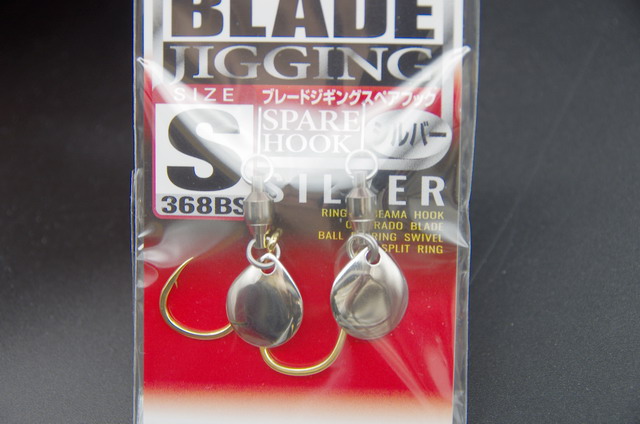 BLADE
JIGGING
SIZE ブレードジギングスペアフック
S SPARE シルバー
HOOK
368BS SILVER
HOOK
BLADE
BALL RING SWIVEL
SPLIT RING